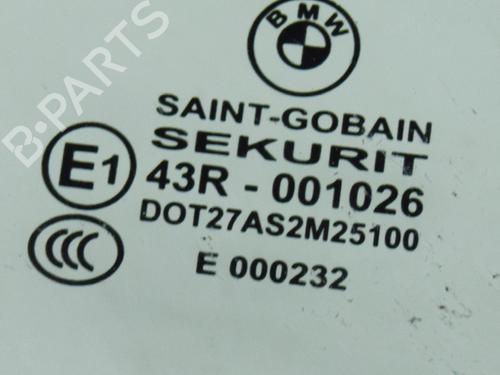 BMW
SAINT-GOBAIN
SEKURIT
E1 43R - 001026
DOT27AS2M25100
CCC
E 000232
B-PARTS